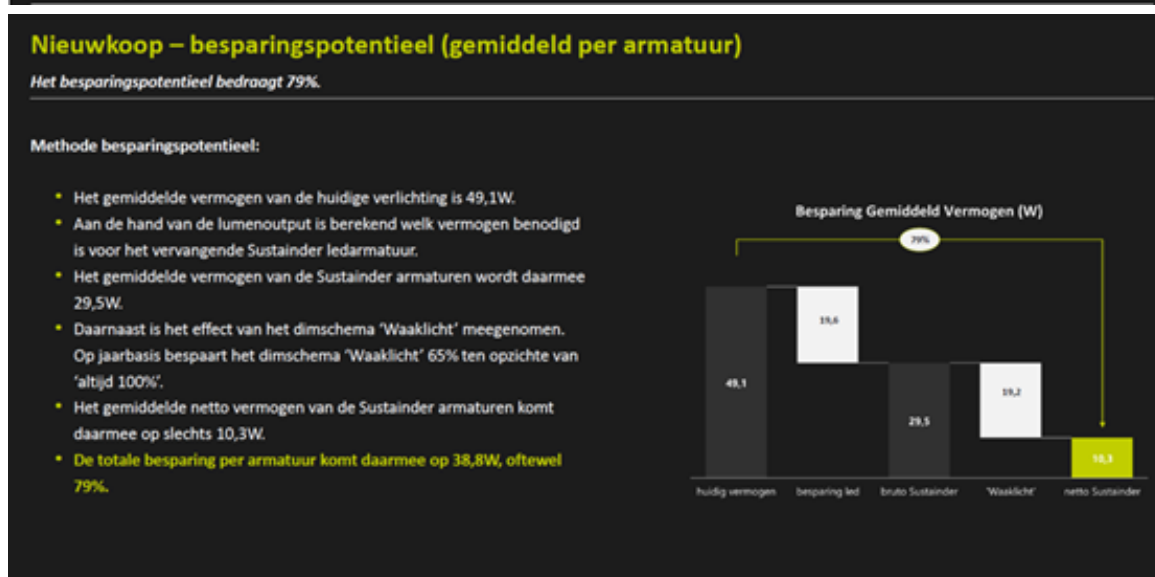 Nieuwkoop – besparingspotentieel (gemiddeld per armatuur)
Het besparingspotentieel bedraagt 79%.
Methode besparingspotentieel:
• Het gemiddelde vermogen van de huidige verlichting is 49,1W.
• Aan de hand van de lumenoutput is berekend welk vermogen benodigd
is voor het vervangende Sustainder ledarmatuur.
• Het gemiddelde vermogen van de Sustainder armaturen wordt daarmee
29,5W.
• Daarnaast is het effect van het dimschema ‘Waaklicht’ meegenomen.
Op jaarbasis bespaart het dimschema ‘Waaklicht’ 65% ten opzichte van
‘altijd 100%’.
• Het gemiddelde netto vermogen van de Sustainder armaturen komt
daarmee op slechts 10,3W.
• De totale besparing per armatuur komt daarmee op 38,8W, oftewel
79%.
Besparing Gemiddeld Vermogen (W)
79%
19,6
49,1
19,2
29,5
10,3
huidig vermogen besparing led bruto Sustainder ‘Waaklicht’ netto Sustainder